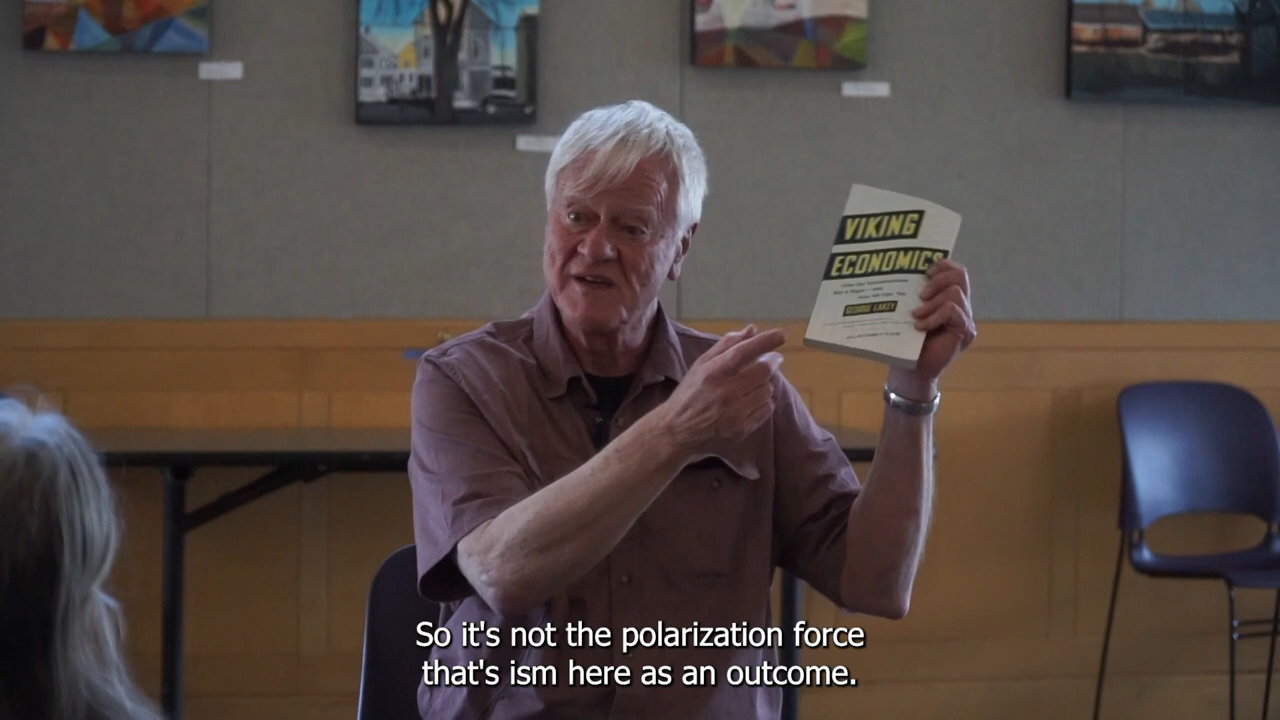 VIKING
ECONOMICS
GEORGE LAKEY
So it's not the polarization force
that's ism here as an outcome.